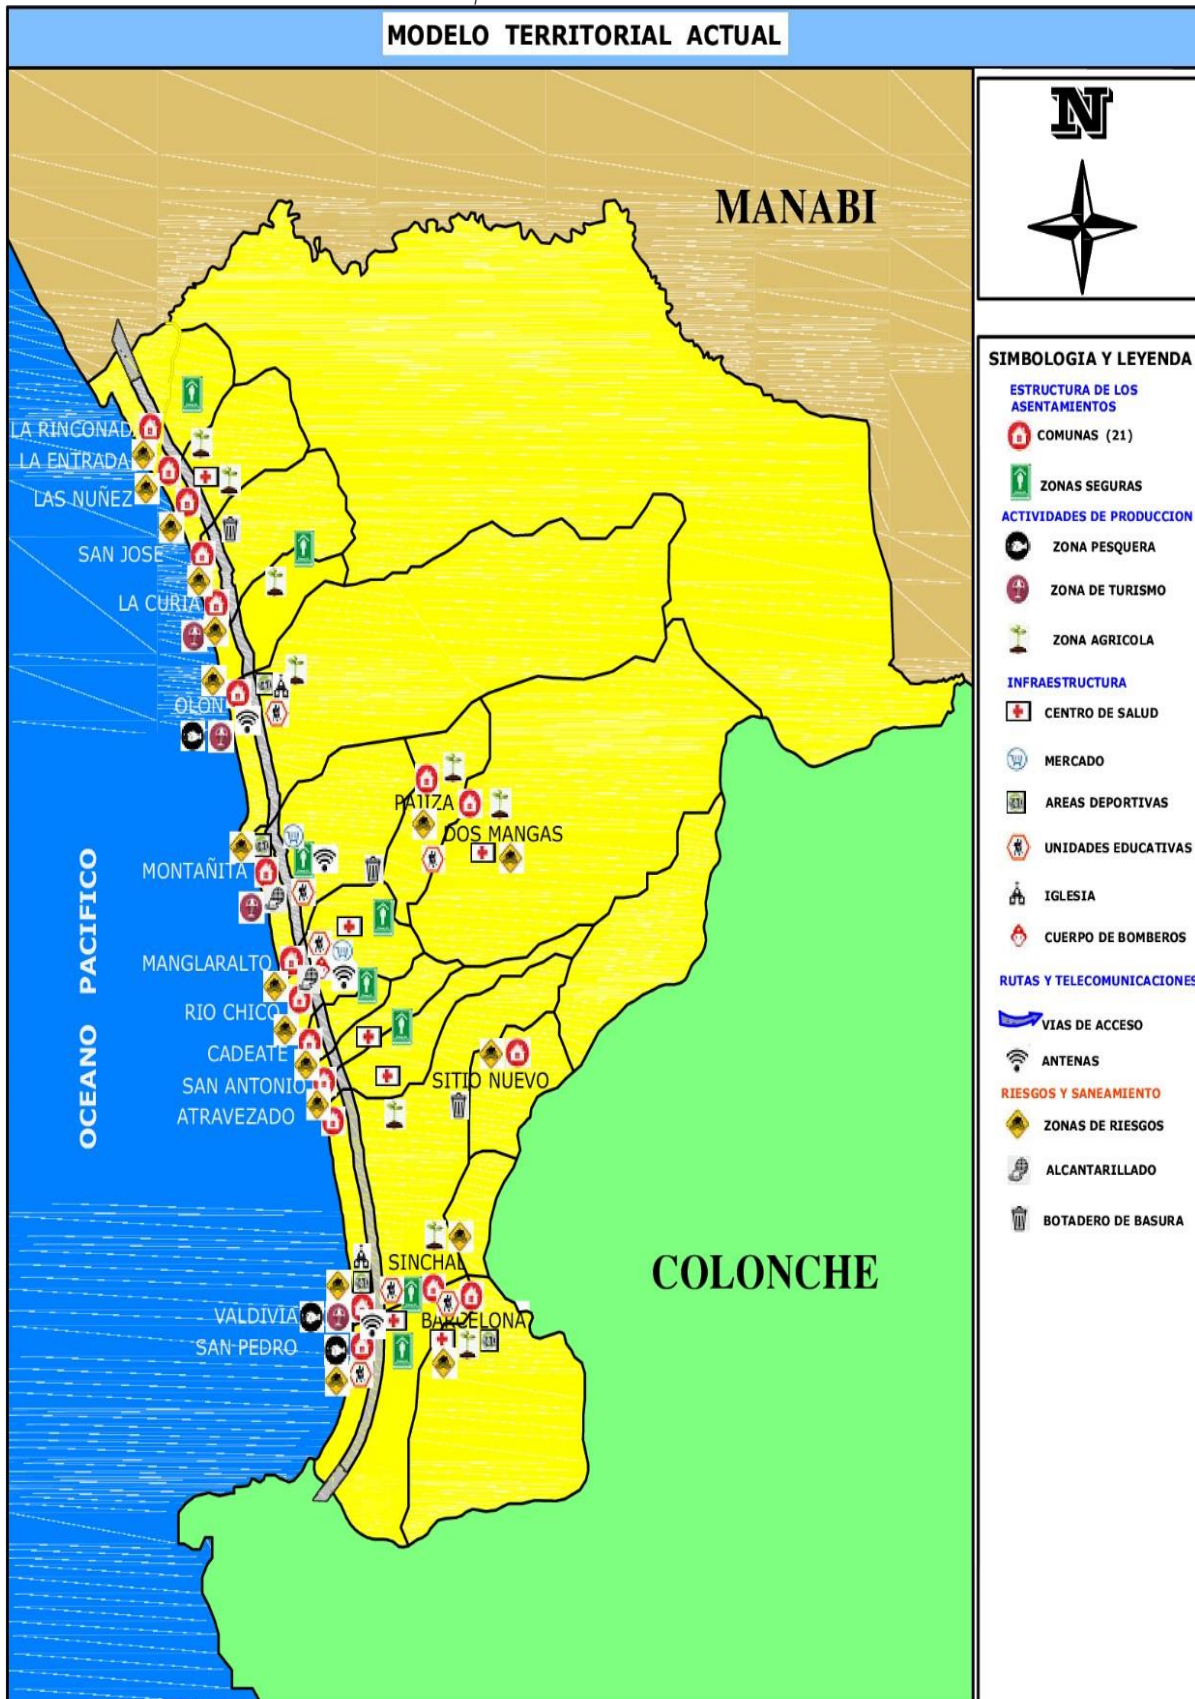 MODELO TERRITORIAL ACTUAL
N
MANABI
LA RINCONAD
LA ENTRADA
LAS NUÑEZ
SAN JOSE
LA CURIA
OLON
PAJIZA
DOS MANGAS
MONTAÑITA
MANGLARALTO
RIO CHICO
CADEATE
SAN ANTONIO
ATRAVEZADO
SITIO NUEVO
OCEANO PACIFICO
COLONCHE
SINCHAL
VALDIVIA
BARCELONA
SAN PEDRO
SIMBOLOGIA Y LEYENDA
ESTRUCTURA DE LOS
ASENTAMIENTOS
COMUNAS (21)
ZONAS SEGURAS
ACTIVIDADES DE PRODUCCION
ZONA PESQUERA
ZONA DE TURISMO
ZONA AGRICOLA
INFRAESTRUCTURA
CENTRO DE SALUD
MERCADO
AREAS DEPORTIVAS
UNIDADES EDUCATIVAS
IGLESIA
CUERPO DE BOMBEROS
RUTAS Y TELECOMUNICACIONES
VIAS DE ACCESO
ANTENAS
RIESGOS Y SANEAMIENTO
ZONAS DE RIESGOS
ALCANTARILLADO
BOTADERO DE BASURA